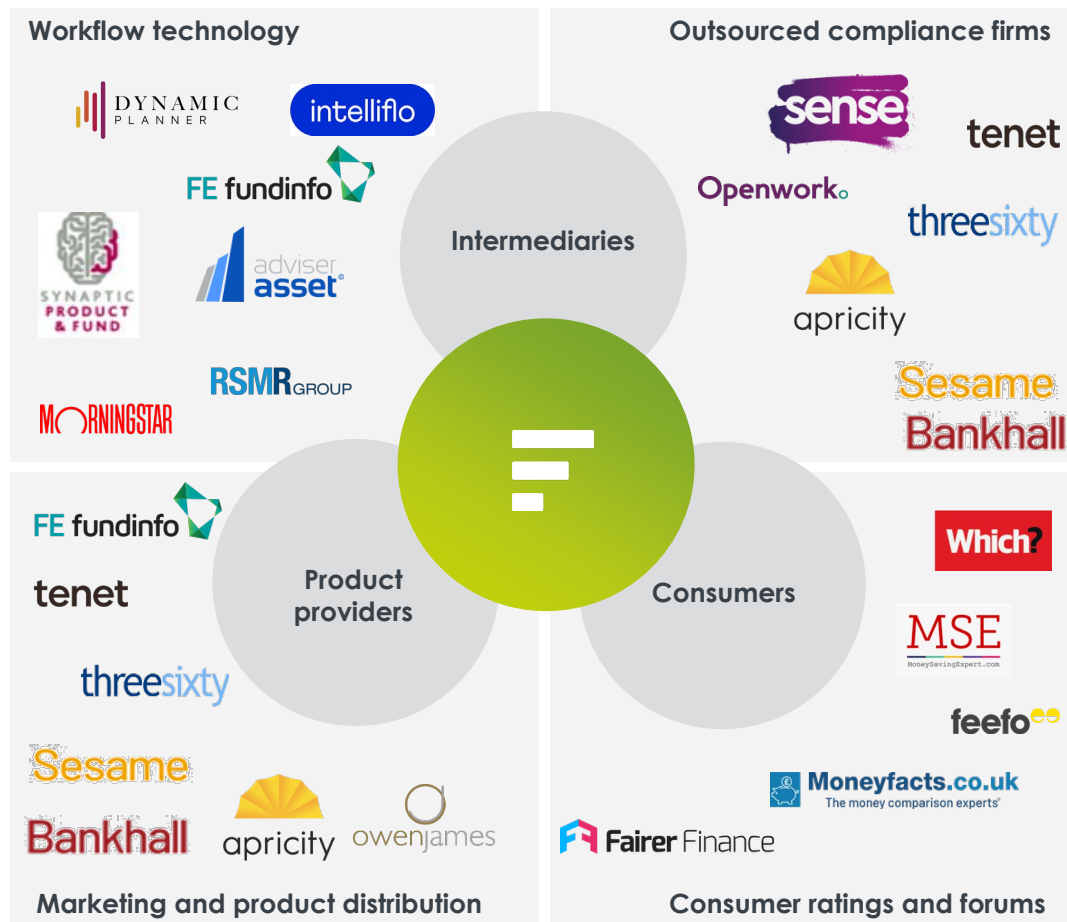 Workflow technology
DYNAMIC
PLANNER
intelliflo
FE fundinfo
SYNAPTIC
PRODUCT
& FUND
adviser
asset©
RSMR GROUP
MORNINGSTAR
Outsourced compliance firms
sense
tenet
Openwork
threesixty
apricity
Sesame
Bankhall
Intermediaries
Product
providers
Consumers
FE fundinfo
tenet
threesixty
Sesame
Bankhall
apricity
owenjames
Marketing and product distribution
Which?
MSE
MoneySavingExpert.com
feefo
Moneyfacts.co.uk
The money comparison experts®
Fairer Finance
Consumer ratings and forums